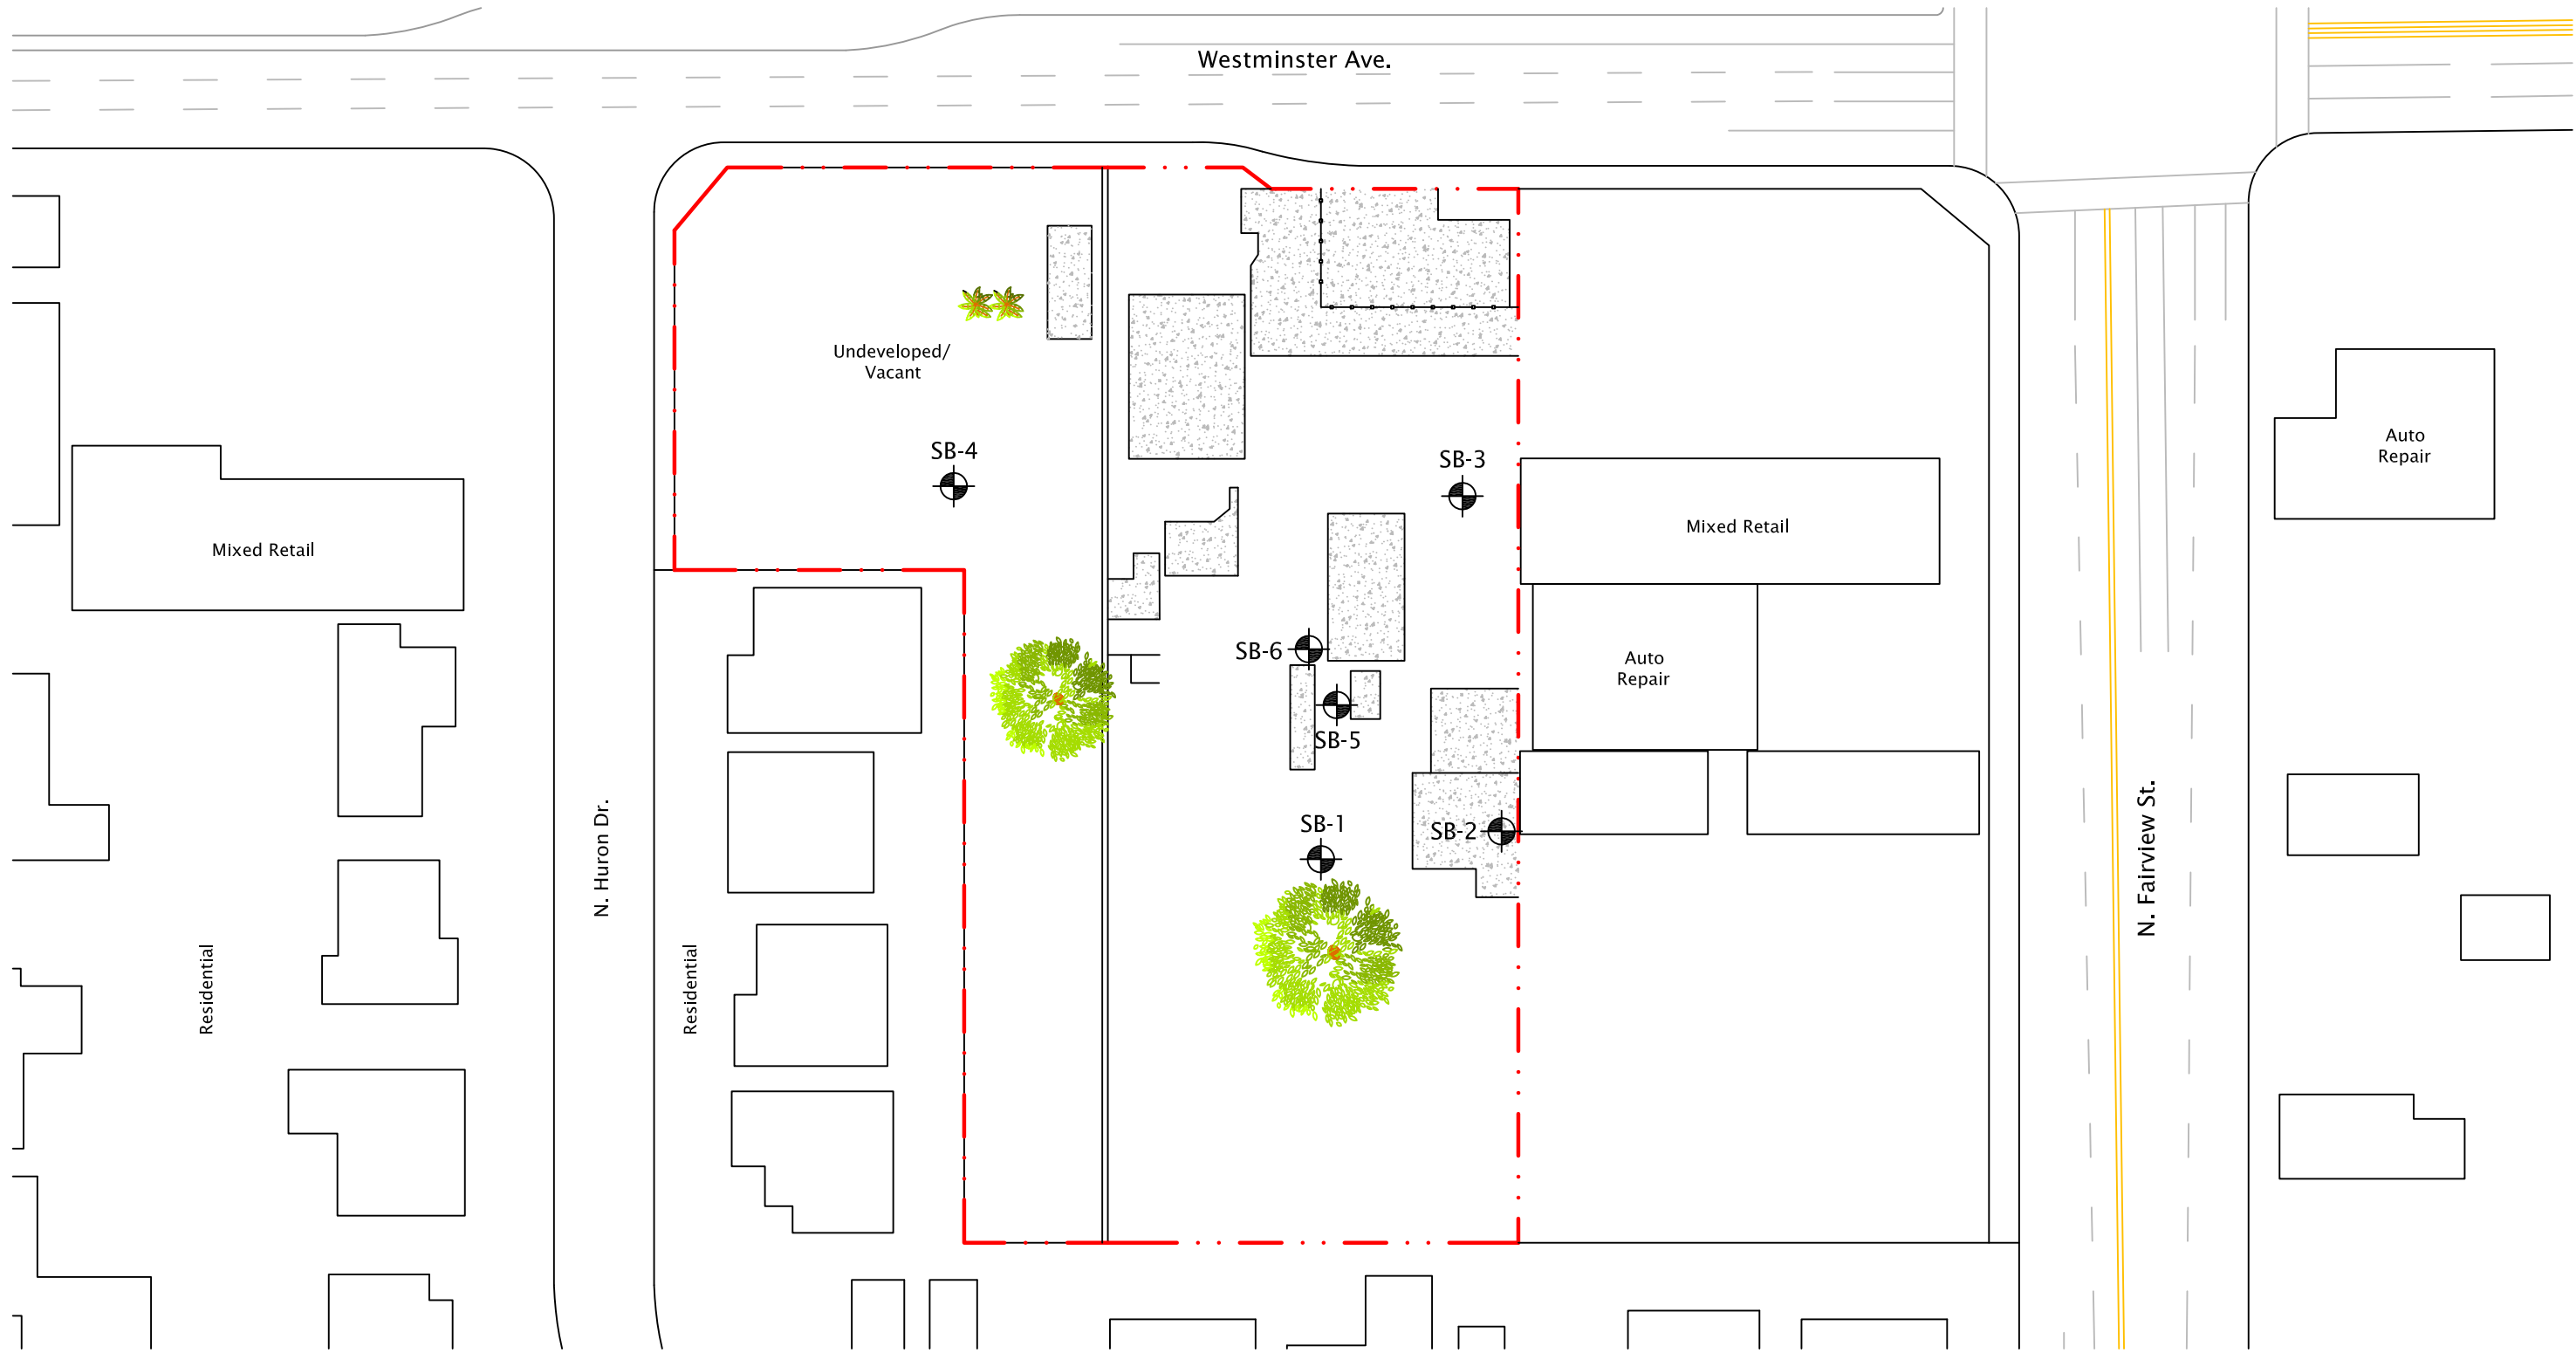 Westminster Ave.
Undeveloped/
Vacant
Auto
Repair
SB-4
SB-3
Mixed Retail
Mixed Retail
SB-6
Auto
Repair
SB-5
SB-1
SB-2
N. Huron Dr.
N. Fairview St.
Residential
Residential